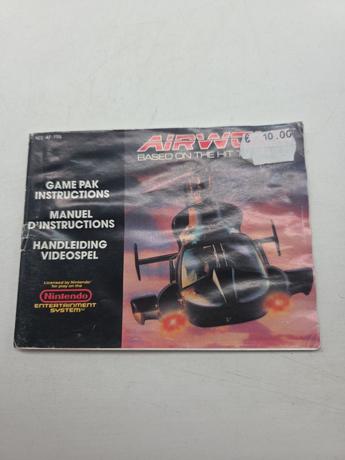 AIRWO
€ 10.00
BASED ON THE HIT
GAME PAK
INSTRUCTIONS
MANUEL
D'INSTRUCTIONS
HANDLEIDING
VIDEOSPEL
Licensed by Nintendo
for play on the
Nintendo
ENTERTAINMENT
SYSTEM™